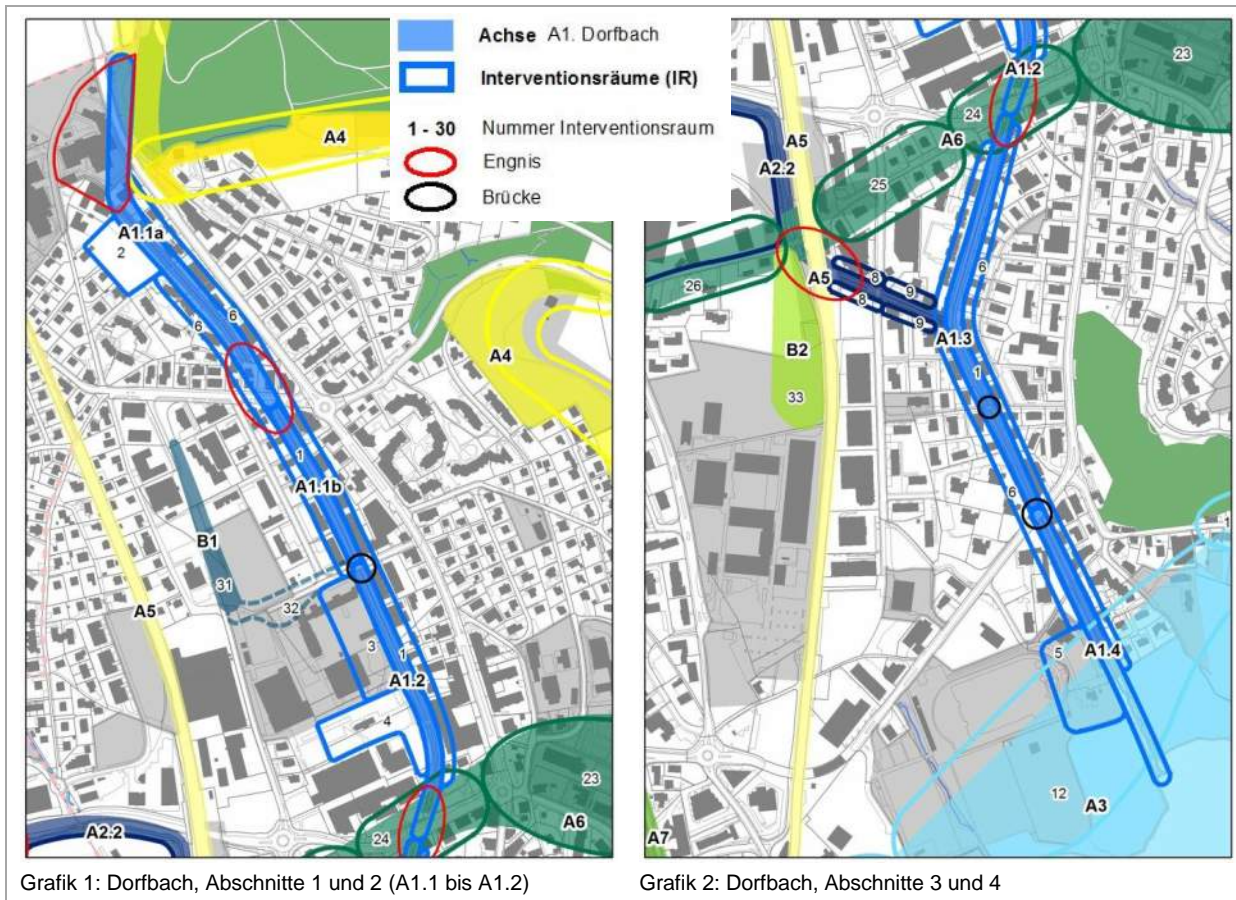 Achse A1. Dorfbach
Interventionsräume (IR)
1 - 30 Nummer Interventionsraum
Engnis
Brücke
A4
A1.1a
2
6
6
A4
1
A1.1b
B1
31
32
A5
3
1
A1.2
4
23
A2.2
24
A6
A1.2
23
24
A5
A6
A2.2
25
6
A5
8
9
26
8
9
A1.3
B2
1
33
6
5
A1.4
12
A3
A7
Grafik 1: Dorfbach, Abschnitte 1 und 2 (A1.1 bis A1.2)
Grafik 2: Dorfbach, Abschnitte 3 und 4